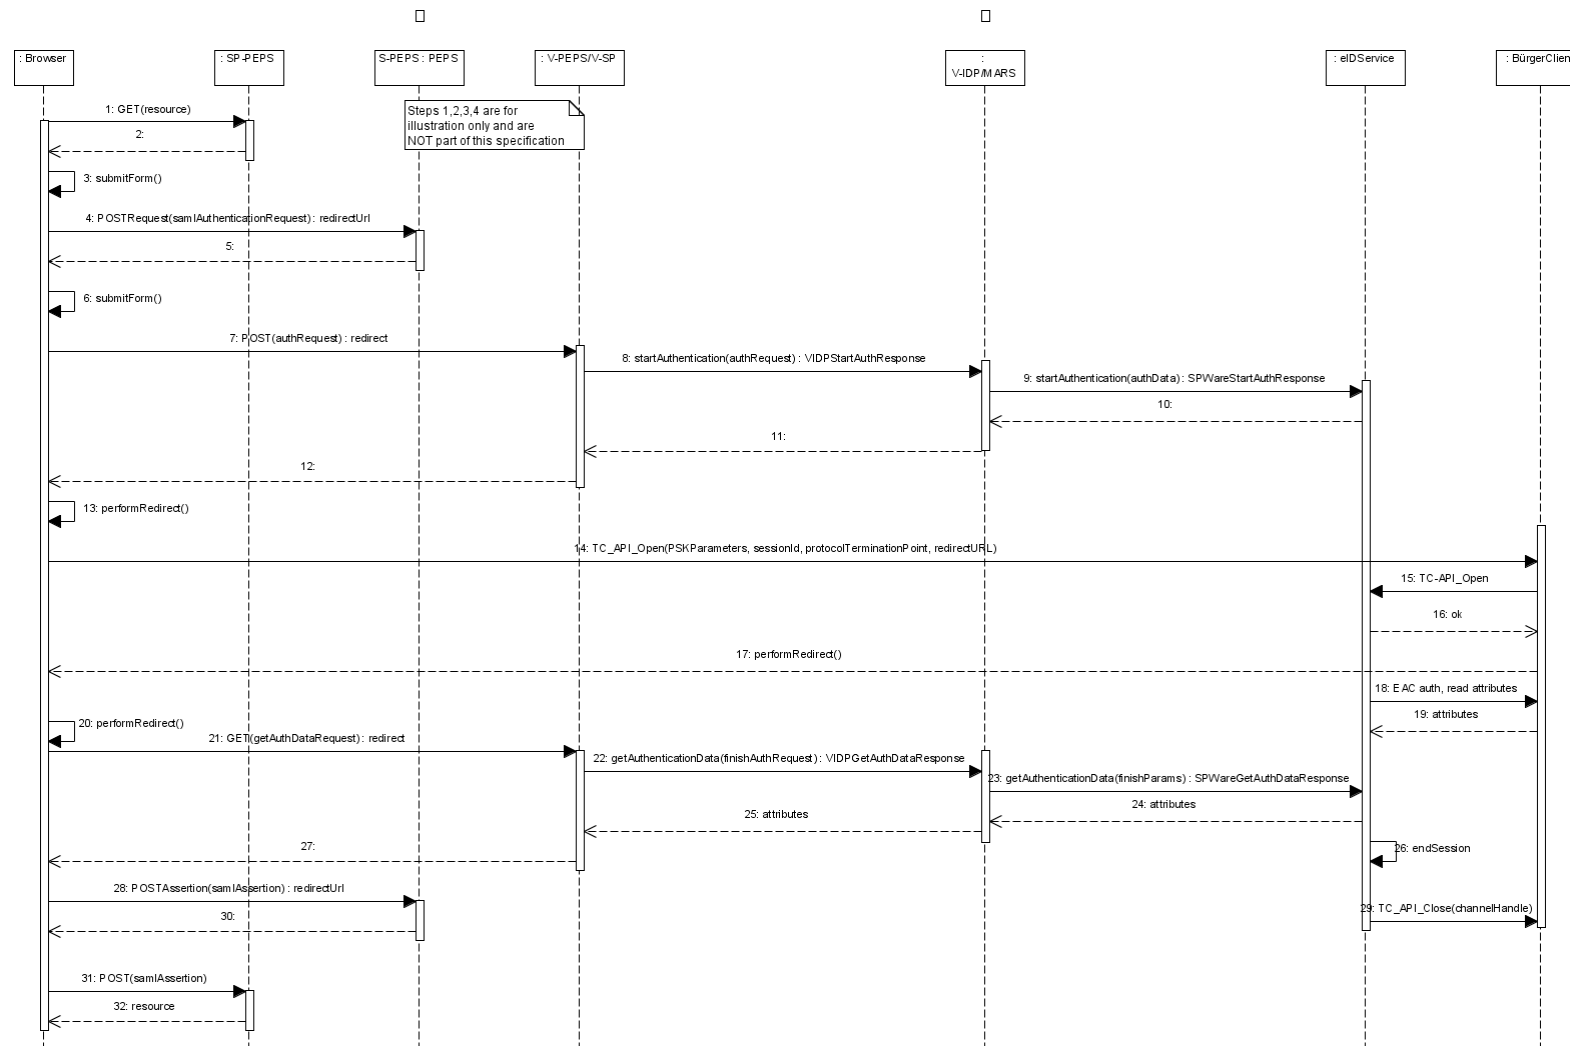 : Browser
: SP-PEPS
S-PEPS : PEPS
: V-PEPS/V-SP
:
V-IDP/MARS
: eIDService
: BürgerClien
Steps 1,2,3,4 are for
illustration only and are
NOT part of this specification
1: GET(resource)
2:
3: submitForm()
4: POSTRequest(samlAuthenticationRequest) : redirectUrl
5:
6: submitForm()
7: POST(authRequest) : redirect
8: startAuthentication(authRequest) : VIDPStartAuthResponse
9: startAuthentication(authData) : SPWareStartAuthResponse
10:
11:
12:
13: performRedirect()
14: TC_API_Open(PSKParameters, sessionId, protocolTerminationPoint, redirectURL)
15: TC-API_Open
16: ok
17: performRedirect()
18: EAC auth, read attributes
19: attributes
20: performRedirect()
21: GET(getAuthDataRequest) : redirect
22: getAuthenticationData(finishAuthRequest) : VIDPGetAuthDataResponse
23: getAuthenticationData(finishParams) : SPWareGetAuthDataResponse
24: attributes
25: attributes
26: endSession
27:
28: POSTAssertion(samlAssertion) : redirectUrl
29: TC_API_Close(channelHandle)
30:
31: POST(samlAssertion)
32: resource